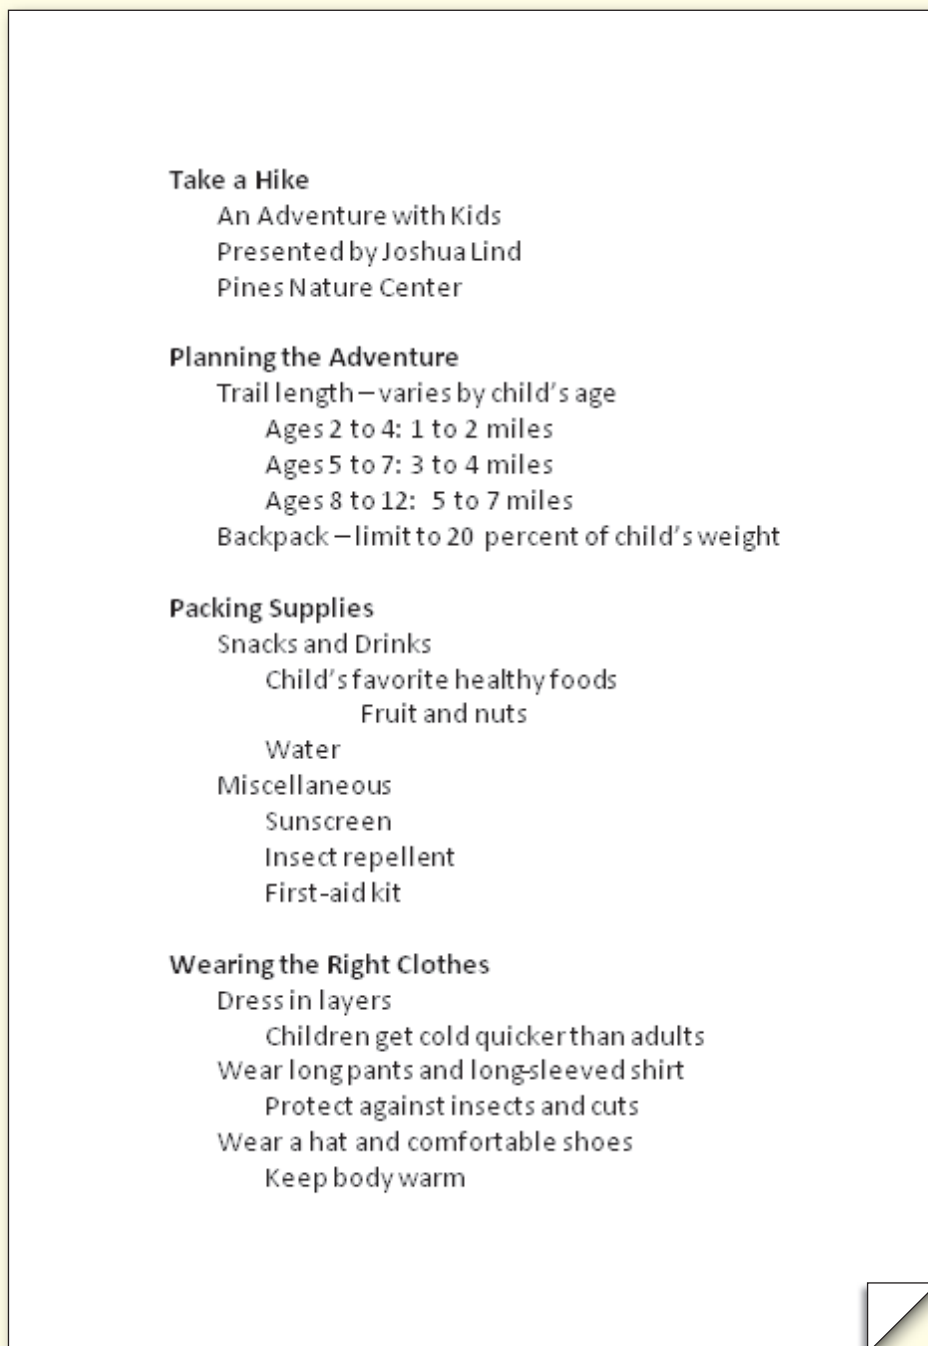 Take a Hike
An Adventure with Kids
Presented by Joshua Lind
Pines Nature Center
Planning the Adventure
Trail length – varies by child's age
Ages 2 to 4: 1 to 2 miles
Ages 5 to 7: 3 to 4 miles
Ages 8 to 12: 5 to 7 miles
Backpack – limit to 20 percent of child's weight
Packing Supplies
Snacks and Drinks
Child's favorite healthy foods
Fruit and nuts
Water
Miscellaneous
Sunscreen
Insect repellent
First-aid kit
Wearing the Right Clothes
Dress in layers
Children get cold quicker than adults
Wear long pants and long-sleeved shirt
Protect against insects and cuts
Wear a hat and comfortable shoes
Keep body warm